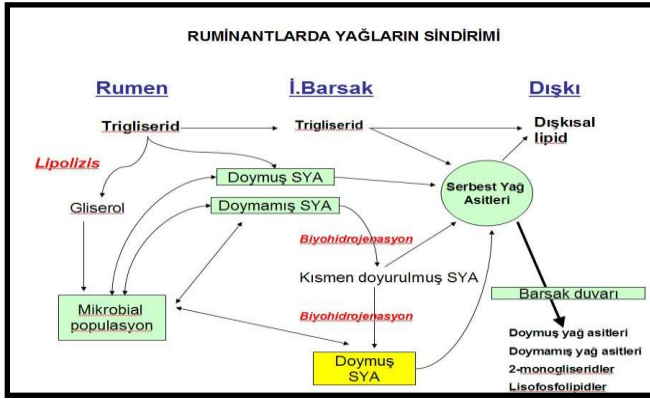 RUMİNANTLARDA YAĞLARIN SİNDİRİMİ
Rumen
İ.Barsak
Dışkı
Trigliserid
Trigliserid
Dışkısal
lipid
Lipolizis
Doymuş SYA
Serbest Yağ
Asitleri
Gliserol
Doymamış SYA
Biyohidrojenasyon
Kısmen doyurulmuş SYA
Barsak duvarı
Mikrobial
populasyon
Biyohidrojenasyon
Doymuş
SYA
Doymuş yağ asitleri
Doymamış yağ asitleri
2-monogliseridler
Lisofosfolipidler